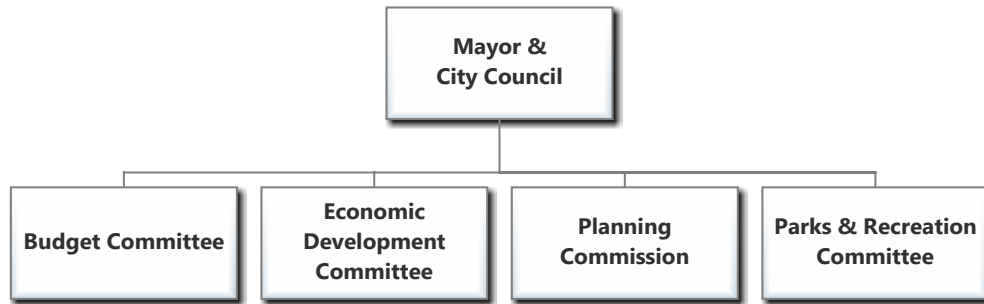 Mayor &
City Council
Budget Committee
Economic
Development
Committee
Planning
Commission
Parks & Recreation
Committee